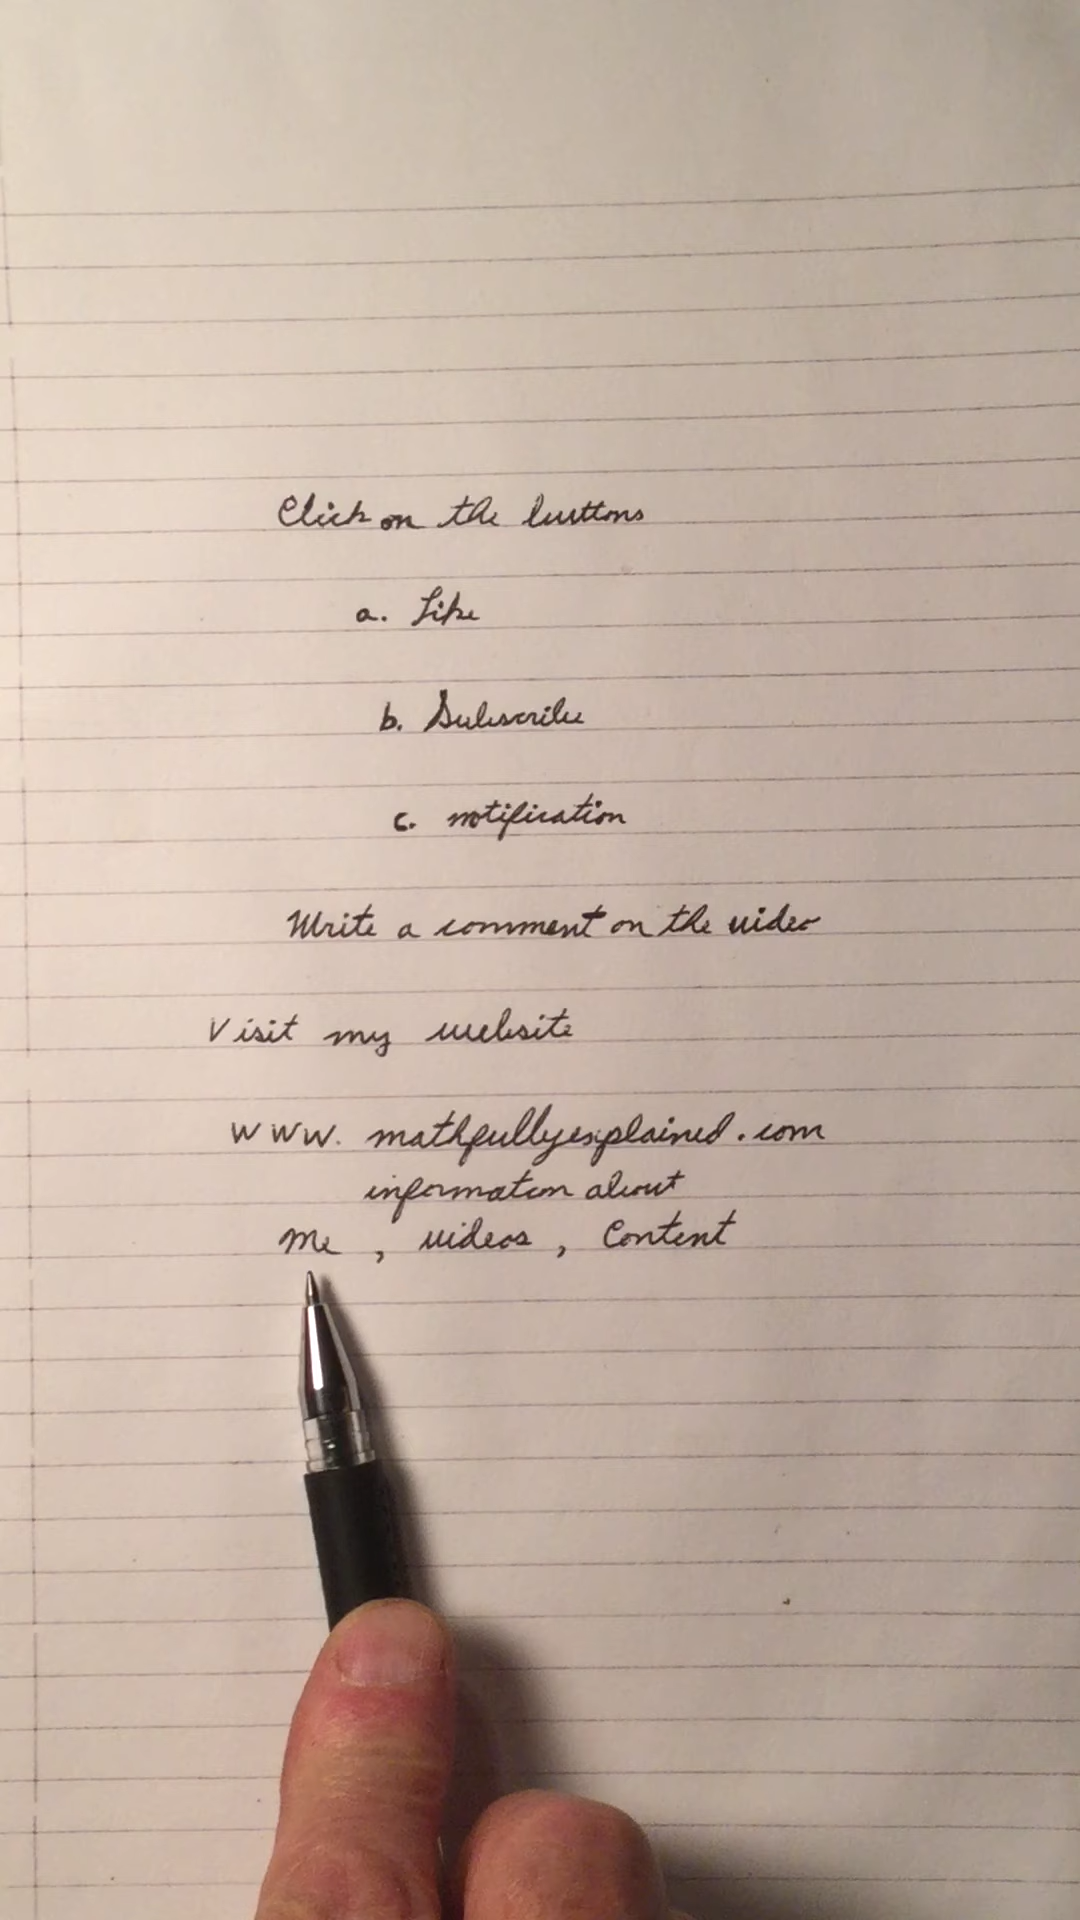 Click on the buttons
a. Like
b. Subscribe
c. notification
Write a comment on the video
Visit my website
www. mathfullyexplained.com
information about
Me, videos, Content